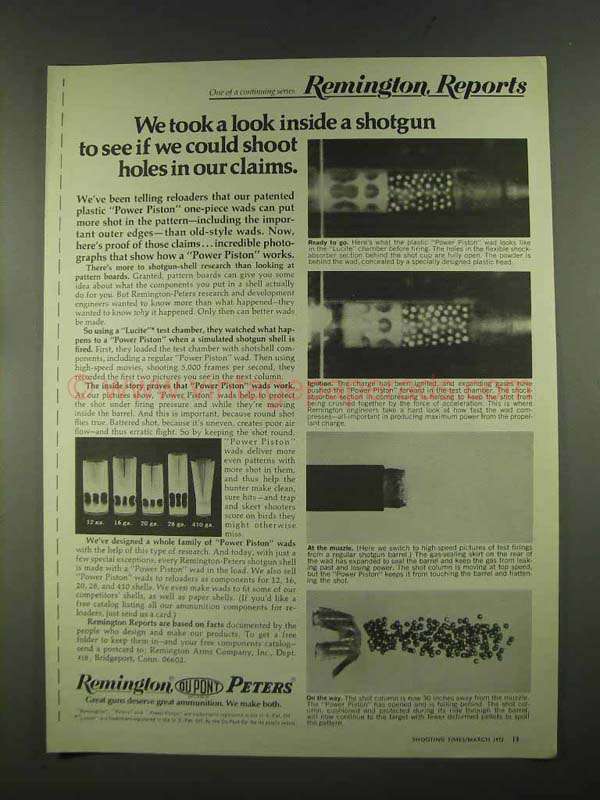 One of a continuing series.
Remington Reports
We took a look inside a shotgun
to see if we could shoot
holes in our claims.
We've been telling reloaders that our patented
plastic "Power Piston" one-piece wads can put
more shot in the pattern—including the impor-
tant outer edges—than old-style wads. Now,
here's proof of those claims...incredible photo-
graphs that show how a "Power Piston" works.
There's more to shotgun-shell research than looking at
pattern boards. Granted, pattern boards can give you some
idea about what the components you put in a shell actually
do for you. But Remington-Peters research and development
engineers wanted to know more than what happened—they
wanted to know why it happened. Only then can better wads
be made.
So using a "Lucite"* test chamber, they watched what hap-
pens to a "Power Piston" when a simulated shotgun shell is
fired. First, they loaded the test chamber with shotshell com-
ponents, including a regular "Power Piston" wad. Then using
high-speed movies, shooting 5,000 frames per second, they
recorded the first two pictures you see in the next column.
The inside story: proves that "Power Piston" wads work.
Our photos show how "Power Piston" wads help protect
the shot under firing pressure and while they're moving
inside the barrel. And this is important, because round shot
flies true. Battered shot, because it's uneven, creates poor air
flow—and thus erratic flight. So by keeping the shot round,
"Power Piston"
wads deliver more
even patterns with
more shot in them,
and thus help the
hunter make clean,
sure hits—and trap
and skeet shooters
score on birds they
might otherwise
miss.
12 ga. 16 ga. 20 ga. 28 ga. 410 ga.
We've designed a whole family of "Power Piston" wads
with the help of this type of research. And today, with just a
few special exceptions, every Remington-Peters shotgun shell
is made with a "Power Piston" wad in the load. We also sell
"Power Piston" wads to reloaders as components for 12, 16,
20, 28, and 410 shells. We even make wads to fit some of our
competitors' shells, as well as paper shells. (If you'd like a
free catalog listing all our ammunition components for re-
loaders, just send us a card.)
Remington Reports are based on facts documented by the
people who design and make our products. To get a free
folder to keep them in—and your free components catalog—
send a postcard to: Remington Arms Company, Inc., Dept.
Bridgeport, Conn. 06602.
Remington DU PONT PETERS
Great guns deserve great ammunition. We make both.
Ready to go. Here's what the plastic "Power Piston" wad looks like
in the "Lucite" chamber before firing. The holes in the flexible shock-
absorber section behind the shot cup are fully open. The powder is
behind the wad, concealed by a specially designed plastic head.
Ignition. The charge has been ignited, and expanding gases have
pushed the "Power Piston" forward in the test chamber. The shock-
absorber section in compressing is helping to keep the shot from
being crushed together by the force of acceleration. This is where
Remington engineers take a hard look at how fast the wad com-
presses—all-important in producing maximum power from the propel-
lant charge.
At the muzzle. (Here we switch to high-speed pictures of test firings
from a regular shotgun barrel.) The gas-sealing skirt on the rear of
the wad has expanded to seal the barrel and keep the gas from leak-
ing past and losing power. The shot column is moving at top speed,
but the "Power Piston" keeps it from touching the barrel and flatten-
ing the shot.
On the way. The shot column is now 30 inches away from the muzzle.
The "Power Piston" has opened and is falling behind. The shot col-
umn, cushioned and protected during its ride through the barrel,
will now continue to the target with fewer deformed pellets to spoil
the pattern.
SHOOTING TIMES/MARCH 1972 13